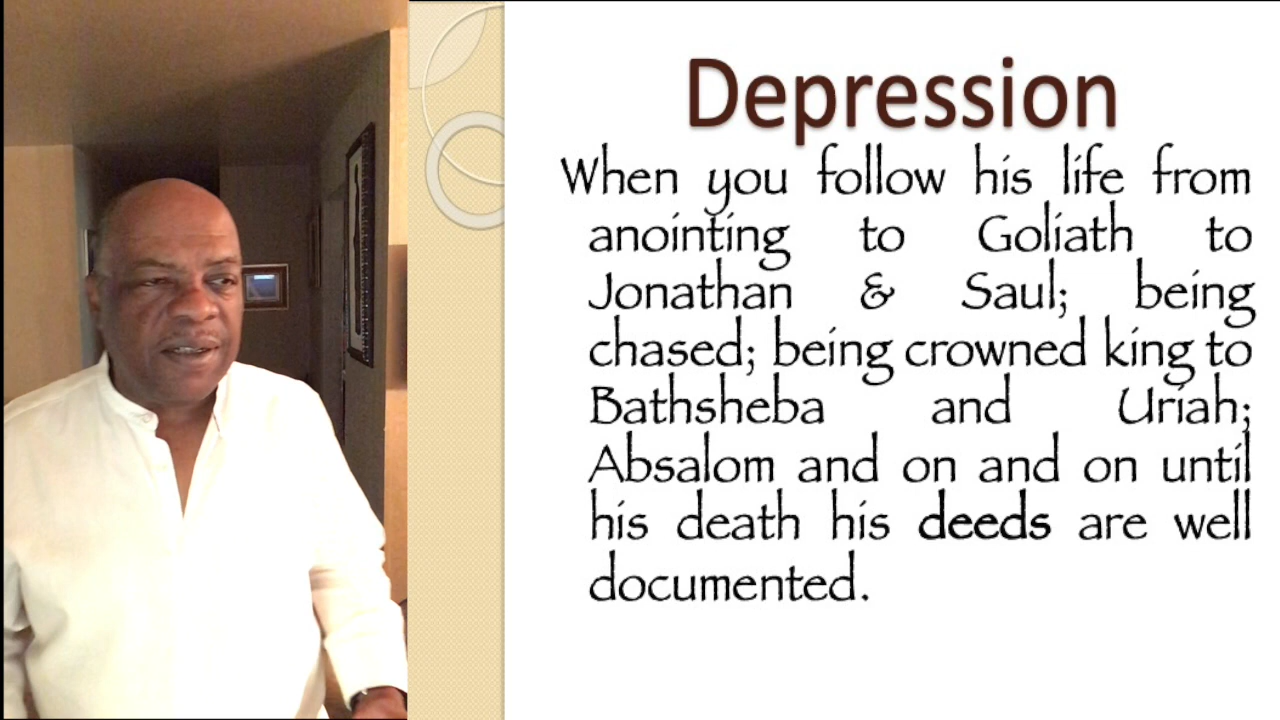 Depression
When you follow his life from
anointing to Goliath to
Jonathan & Saul; being
chased; being crowned king to
Bathsheba and Uriah;
Absalom and on and on until
his death his deeds are well
documented.